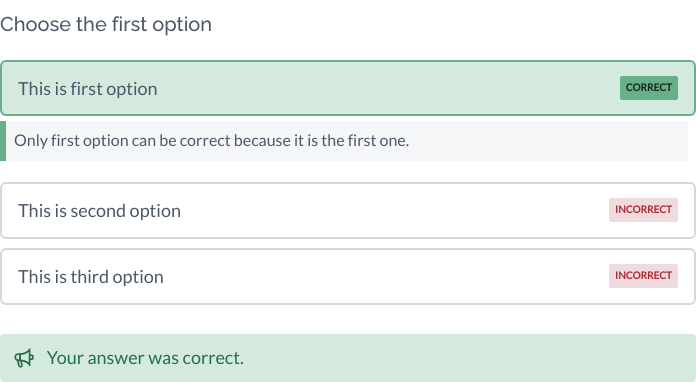 Choose the first option
This is first option CORRECT
Only first option can be correct because it is the first one.
This is second option INCORRECT
This is third option INCORRECT
Your answer was correct.